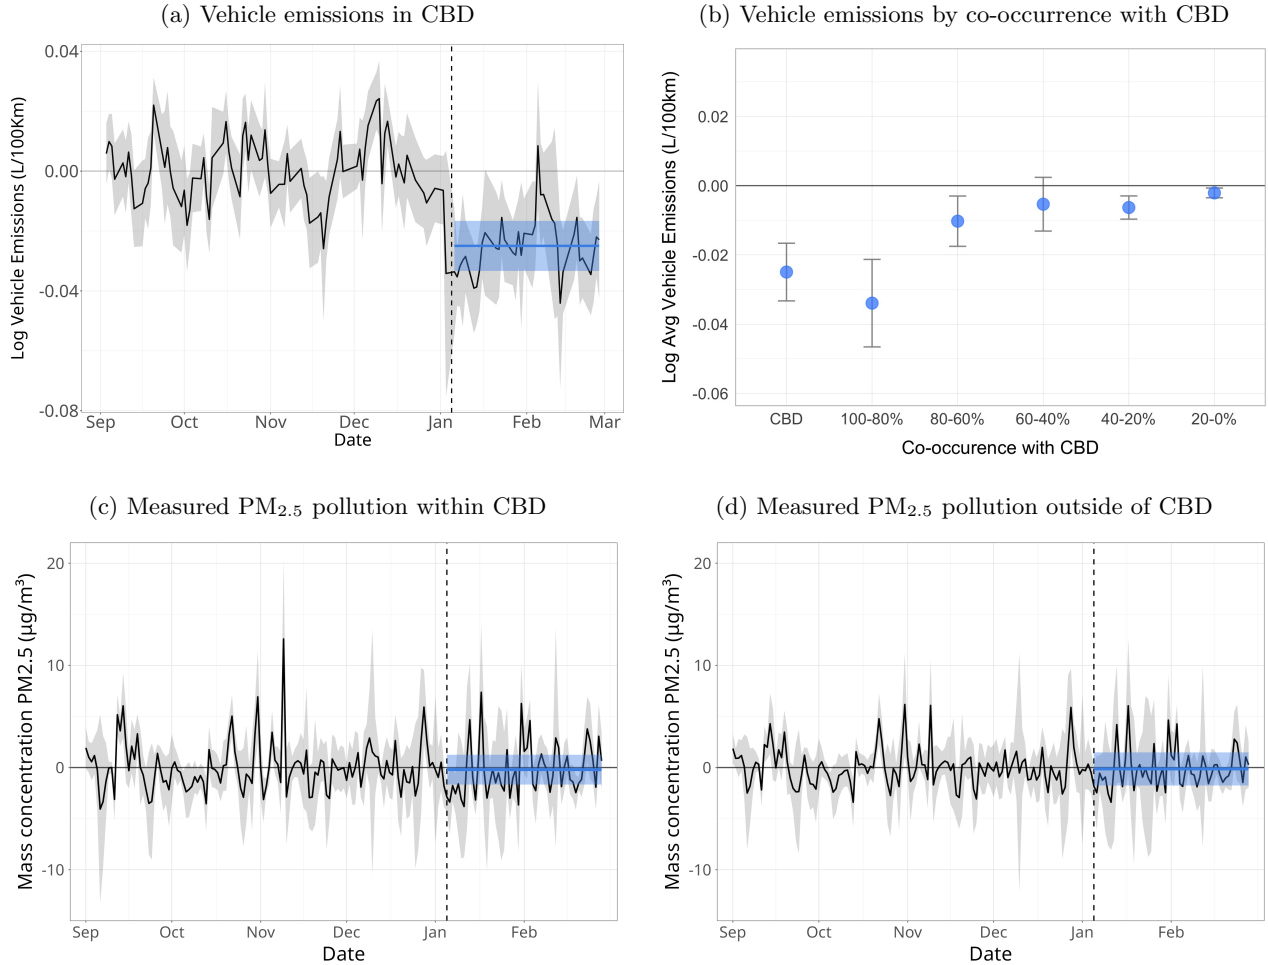 (a) Vehicle emissions in CBD
Log Vehicle Emissions (L/100Km)
0.04
0.00
-0.04
-0.08
Sep Oct Nov Dec Jan Feb Mar
Date
(b) Vehicle emissions by co-occurrence with CBD
Log Avg Vehicle Emissions (L/100km)
0.02
0.00
-0.02
-0.04
-0.06
CBD 100-80% 80-60% 60-40% 40-20% 20-0%
Co-occurence with CBD
(c) Measured PM₂.₅ pollution within CBD
Mass concentration PM2.5 (µg/m³)
20
10
0
-10
Sep Oct Nov Dec Jan Feb
Date
(d) Measured PM₂.₅ pollution outside of CBD
Mass concentration PM2.5 (µg/m³)
20
10
0
-10
Sep Oct Nov Dec Jan Feb
Date